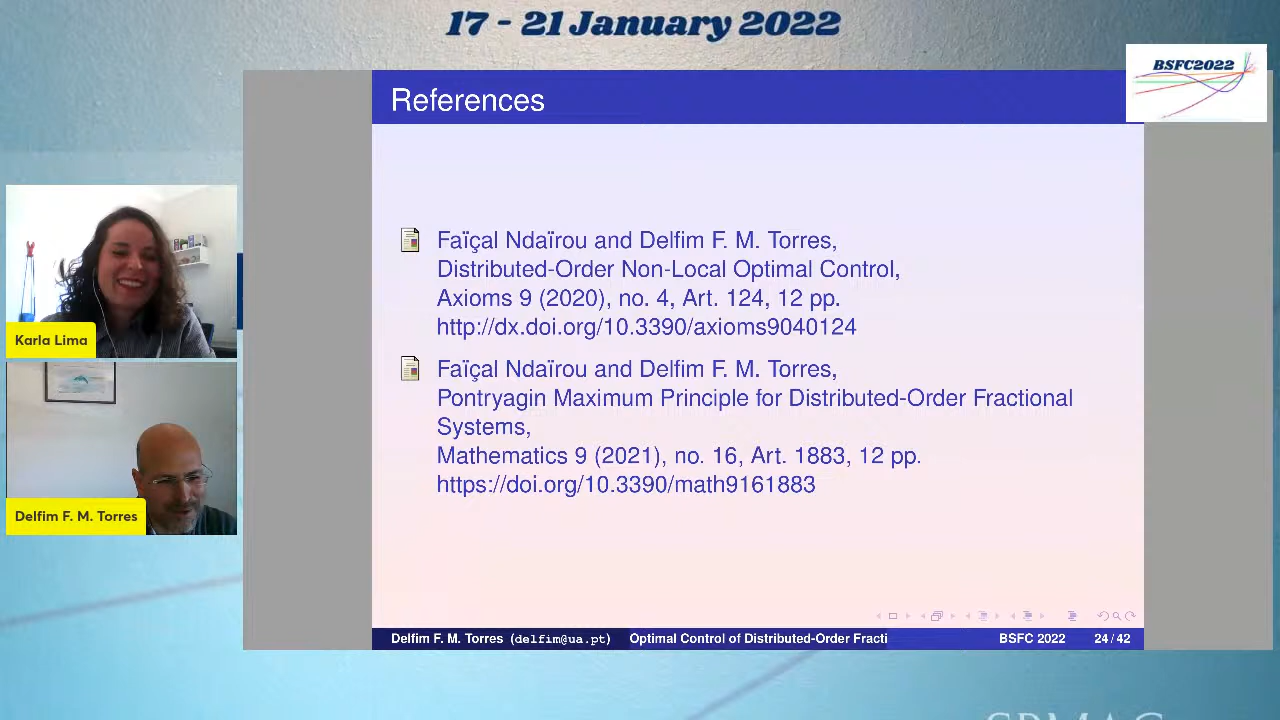 17 - 21 January 2022
BSFC2022
References
Faïçal Ndaïrou and Delfim F. M. Torres,
Distributed-Order Non-Local Optimal Control,
Axioms 9 (2020), no. 4, Art. 124, 12 pp.
http://dx.doi.org/10.3390/axioms9040124
Faïçal Ndaïrou and Delfim F. M. Torres,
Pontryagin Maximum Principle for Distributed-Order Fractional
Systems,
Mathematics 9 (2021), no. 16, Art. 1883, 12 pp.
https://doi.org/10.3390/math9161883
Karla Lima
Delfim F. M. Torres
Delfim F. M. Torres (delfim@ua.pt) Optimal Control of Distributed-Order Fracti BSFC 2022 24 / 42